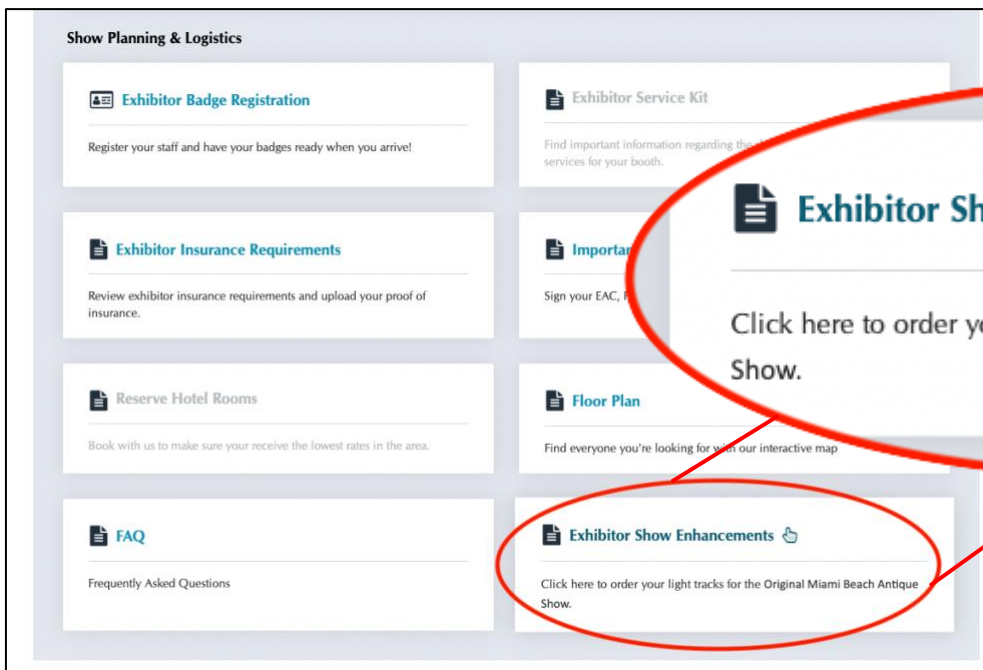 Show Planning & Logistics
Exhibitor Badge Registration
Register your staff and have your badges ready when you arrive!
Exhibitor Service Kit
Find important information regarding the
services for your booth.
Exhibitor Insurance Requirements
Review exhibitor insurance requirements and upload your proof of
insurance.
Sign your EAC,
Reserve Hotel Rooms
Book with us to make sure your receive the lowest rates in the area.
Floor Plan
Find everyone you're looking for with our interactive map
FAQ
Frequently Asked Questions
Exhibitor Show Enhancements
Click here to order your light tracks for the Original Miami Beach Antique
Show.
Exhibitor
Click here to order
Show.